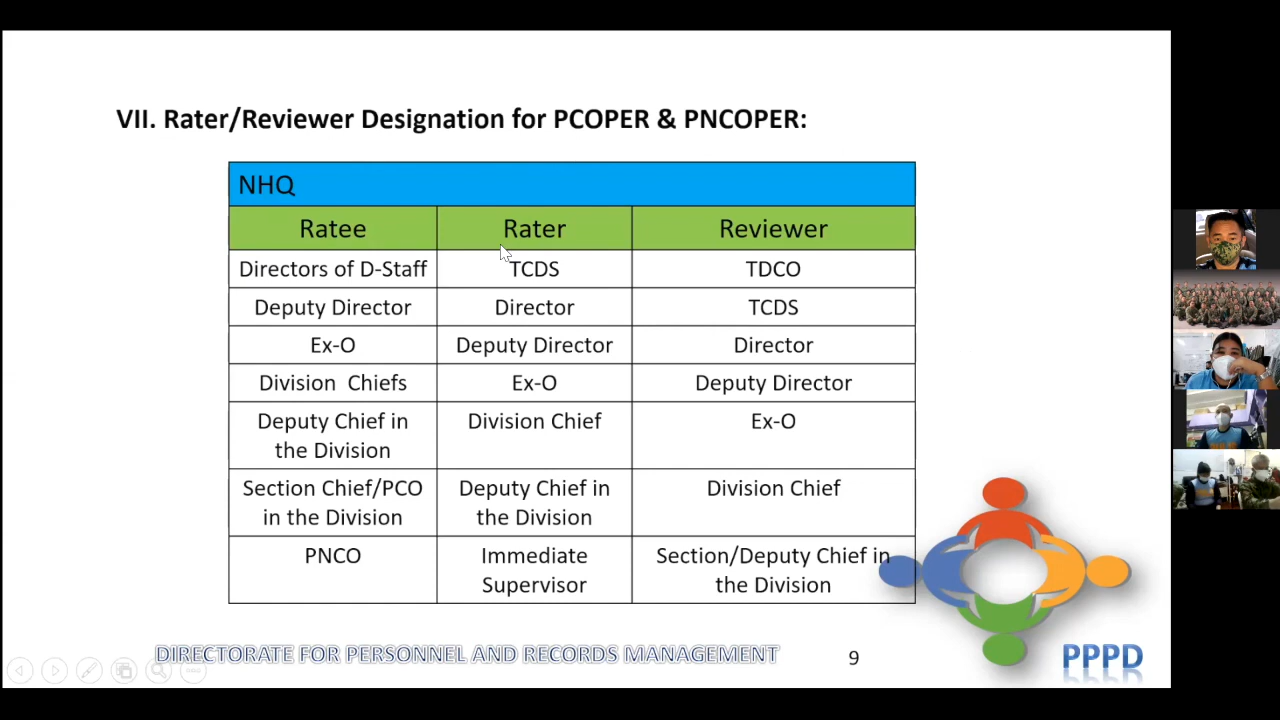 VII. Rater/Reviewer Designation for PCOPER & PNCOPER:
NHQ
Ratee Rater Reviewer
Directors of D-Staff TCDS TDCO
Deputy Director Director TCDS
Ex-O Deputy Director Director
Division Chiefs Ex-O Deputy Director
Deputy Chief in Division Chief Ex-O
the Division
Section Chief/PCO Deputy Chief in Division Chief
in the Division the Division
PNCO Immediate Section/Deputy Chief in
Supervisor the Division
DIRECTORATE FOR PERSONNEL AND RECORDS MANAGEMENT 9 PPPD